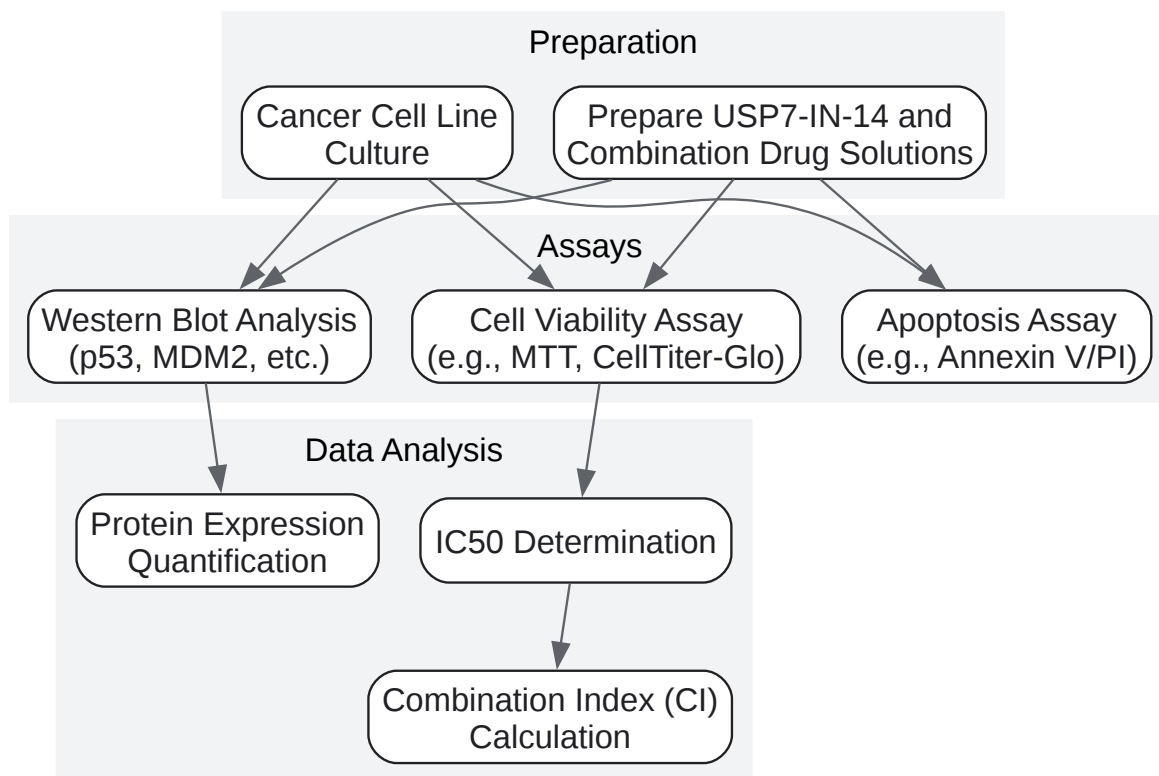 Preparation
Cancer Cell Line
Culture
Prepare USP7-IN-14 and
Combination Drug Solutions
Assays
Western Blot Analysis
(p53, MDM2, etc.)
Cell Viability Assay
(e.g., MTT, CellTiter-Glo)
Apoptosis Assay
(e.g., Annexin V/PI)
Data Analysis
Protein Expression
Quantification
IC50 Determination
Combination Index (CI)
Calculation